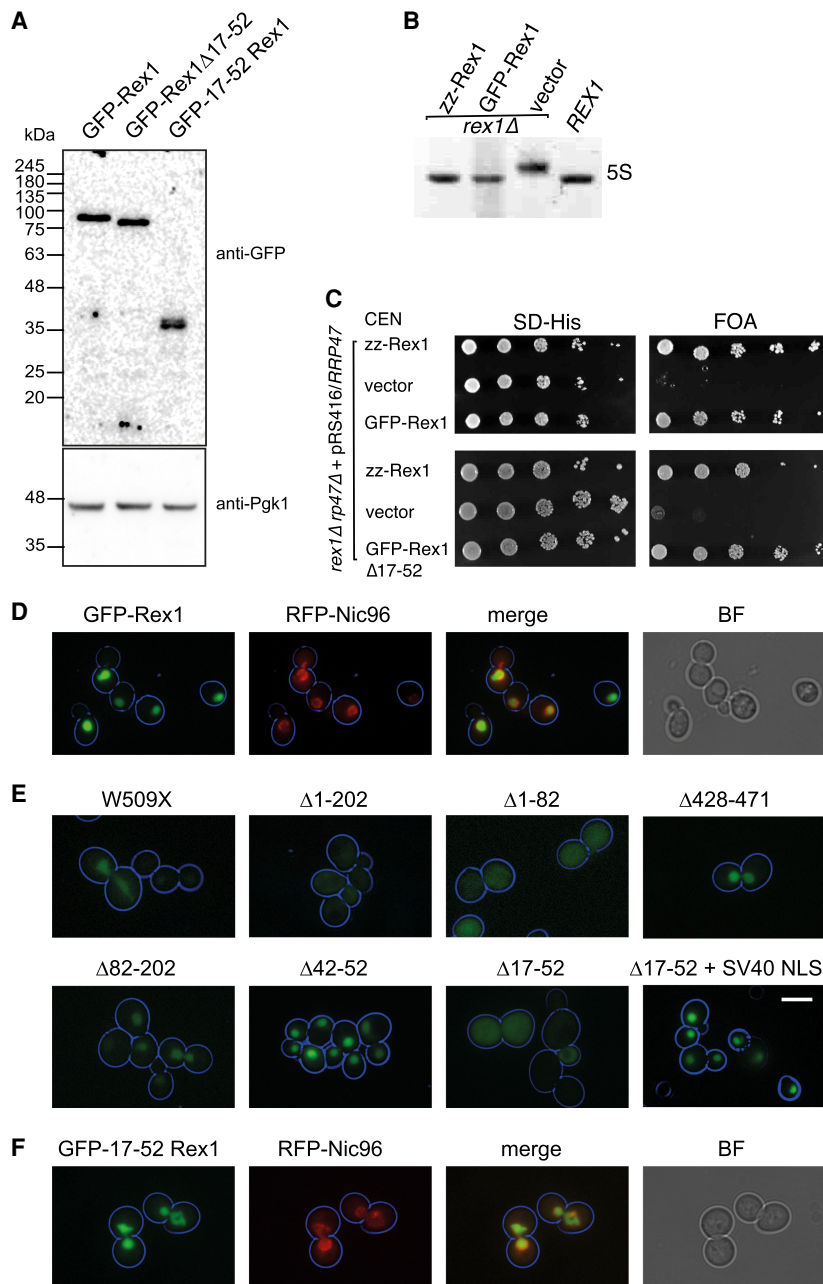 A
GFP-Rex1
GFP-Rex1Δ17-52
GFP-17-52 Rex1
kDa
245
180
135
100
75
63
48
35
25
20
anti-GFP
48
35
anti-Pgk1
B
zz-Rex1
GFP-Rex1
vector
REX1
rex1Δ
5S
C
CEN
SD-His
FOA
rex1Δ rp47Δ + pRS416/RRP47
zz-Rex1
vector
GFP-Rex1
zz-Rex1
vector
GFP-Rex1
Δ17-52
D
GFP-Rex1
RFP-Nic96
merge
BF
E
W509X
Δ1-202
Δ1-82
Δ428-471
Δ82-202
Δ42-52
Δ17-52
Δ17-52 + SV40 NLS
F
GFP-17-52 Rex1
RFP-Nic96
merge
BF